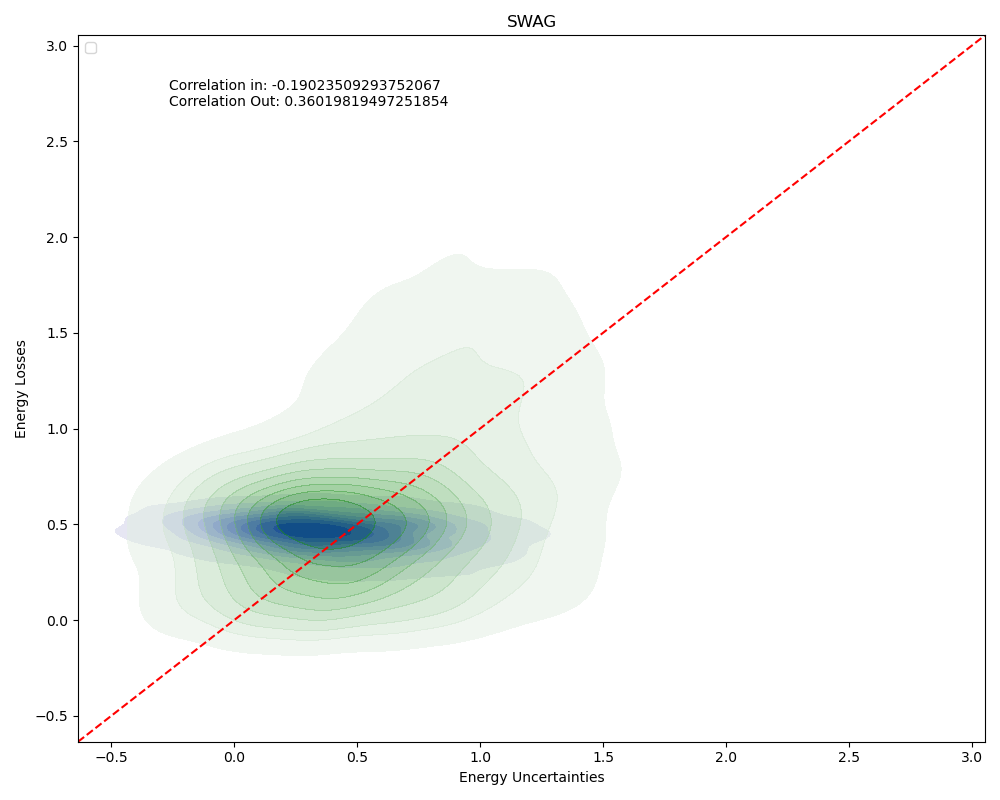 SWAG
3.0
2.5
2.0
1.5
1.0
0.5
0.0
−0.5
Energy Losses
Correlation in: -0.19023509293752067
Correlation Out: 0.36019819497251854
−0.5 0.0 0.5 1.0 1.5 2.0 2.5 3.0
Energy Uncertainties